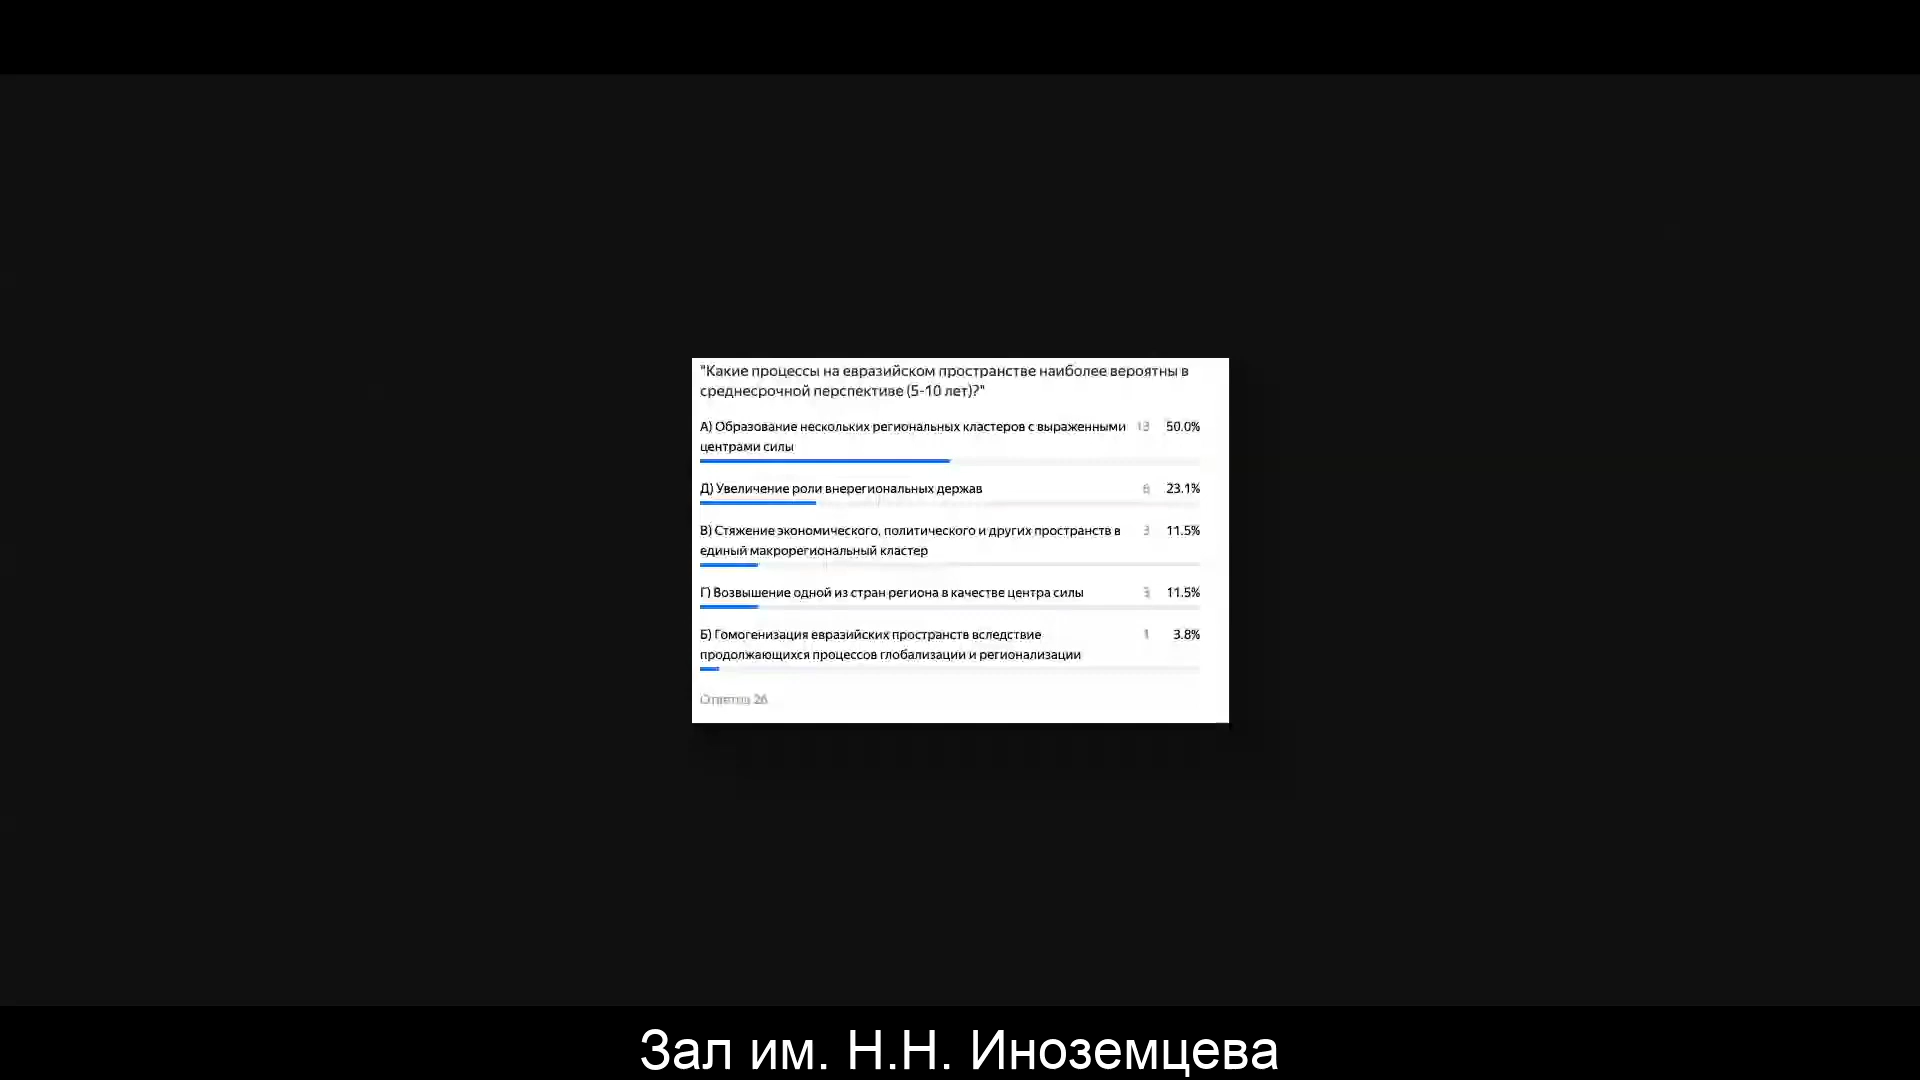 "Какие процессы на евразийском пространстве наиболее вероятны в
среднесрочной перспективе (5-10 лет)?"
А) Образование нескольких региональных кластеров с выраженными 13 50.0%
центрами силы
Д) Увеличение роли внерегиональных держав 6 23.1%
В) Стяжение экономического, политического и других пространств в 3 11.5%
единый макрорегиональный кластер
Г) Возвышение одной из стран региона в качестве центра силы 3 11.5%
Б) Гомогенизация евразийских пространств вследствие 1 3.8%
продолжающихся процессов глобализации и регионализации
Ответов 26
Зал им. Н.Н. Иноземцева